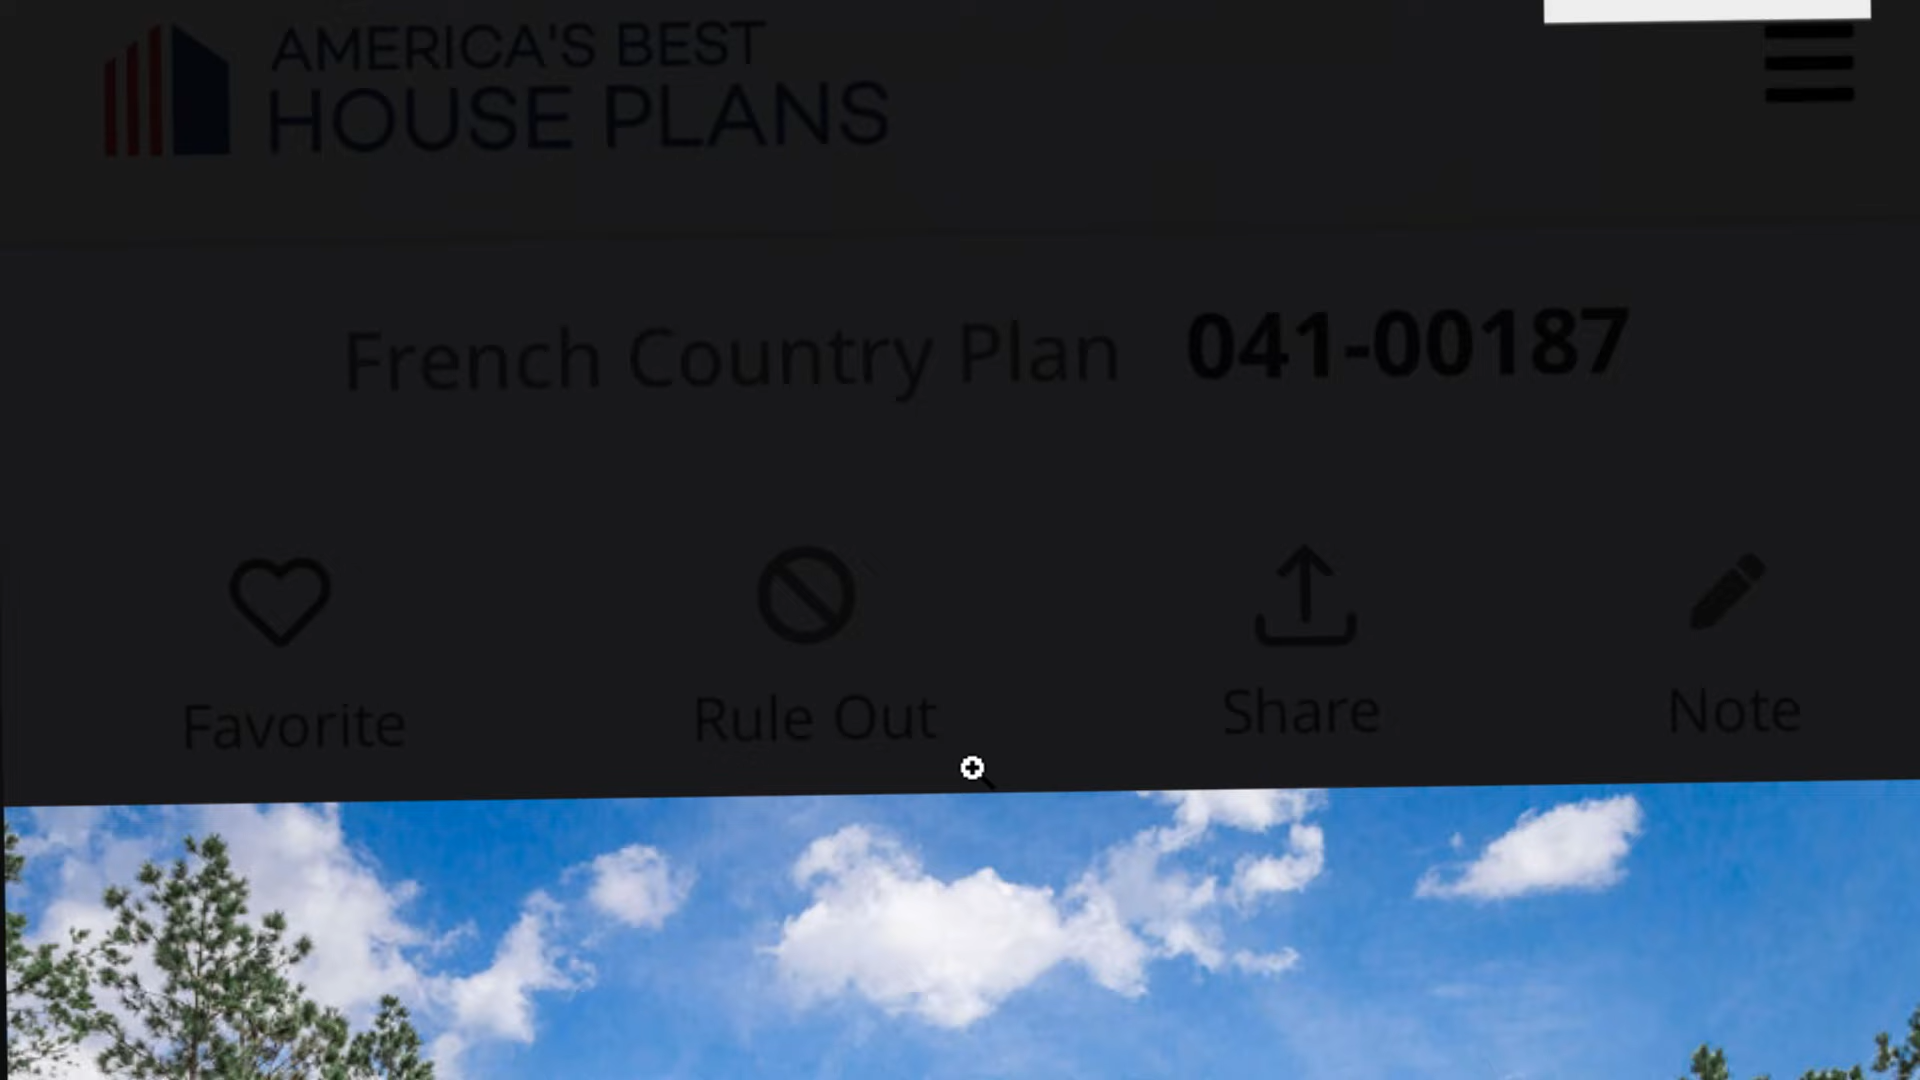 AMERICA'S BEST
HOUSE PLANS
French Country Plan 041-00187
Favorite Rule Out Share Note